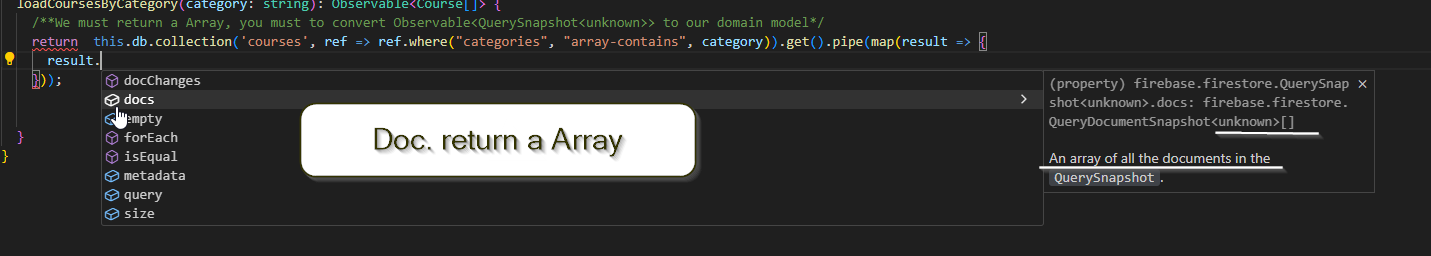 loadCoursesByCategory(category: string): Observable<Course[]> {
/**We must return a Array, you must to convert Observable<QuerySnapshot<unknown>> to our domain model*/
return  this.db.collection('courses', ref => ref.where("categories", "array-contains", category)).get().pipe(map(result => {
result.
}));
}
}
docChanges
docs
empty
forEach
isEqual
metadata
query
size
Doc. return a Array
(property) firebase.firestore.QuerySnap
shot<unknown>.docs: firebase.firestore.
QueryDocumentSnapshot<unknown>[]
An array of all the documents in the
QuerySnapshot.